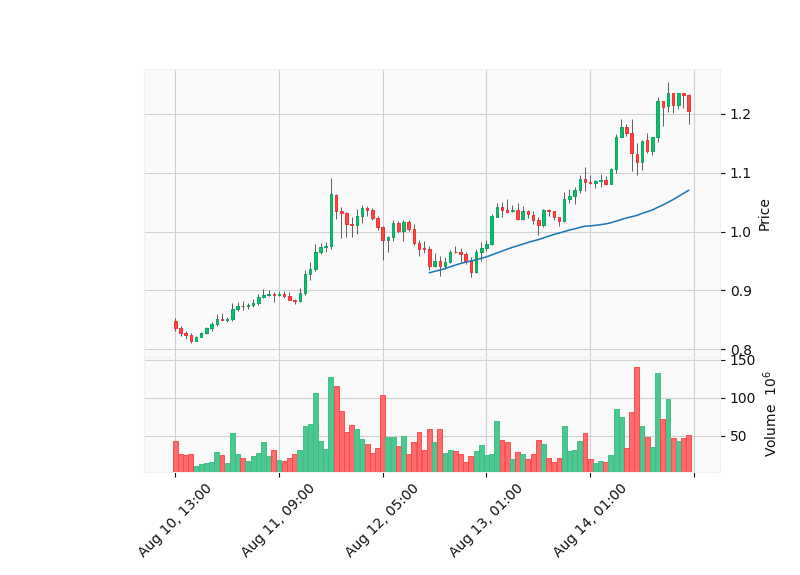 1.2
1.1
1.0
0.9
0.8
Price
150
100
50
Volume 10^6
Aug 10, 13:00
Aug 11, 09:00
Aug 12, 05:00
Aug 13, 01:00
Aug 14, 01:00